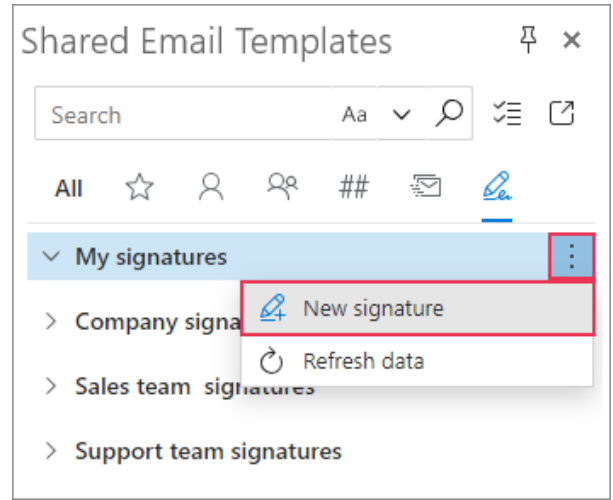 Shared Email Templates
Search Aa
All ##
My signatures
New signature
Company signa
Refresh data
Sales team signatures
Support team signatures